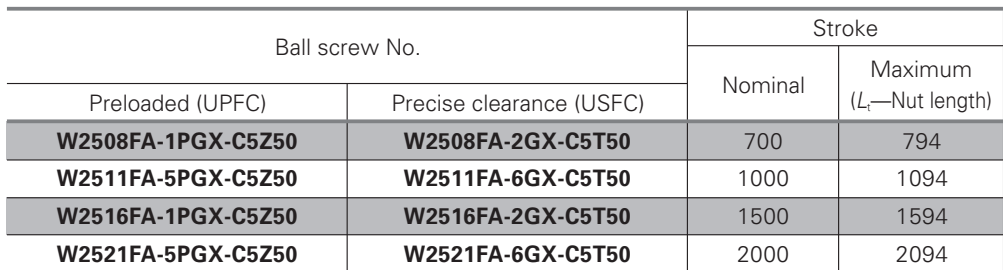 Ball screw No. Stroke
Preloaded (UPFC) Precise clearance (USFC) Nominal Maximum
(Lt—Nut length)
W2508FA-1PGX-C5Z50 W2508FA-2GX-C5T50 700 794
W2511FA-5PGX-C5Z50 W2511FA-6GX-C5T50 1000 1094
W2516FA-1PGX-C5Z50 W2516FA-2GX-C5T50 1500 1594
W2521FA-5PGX-C5Z50 W2521FA-6GX-C5T50 2000 2094